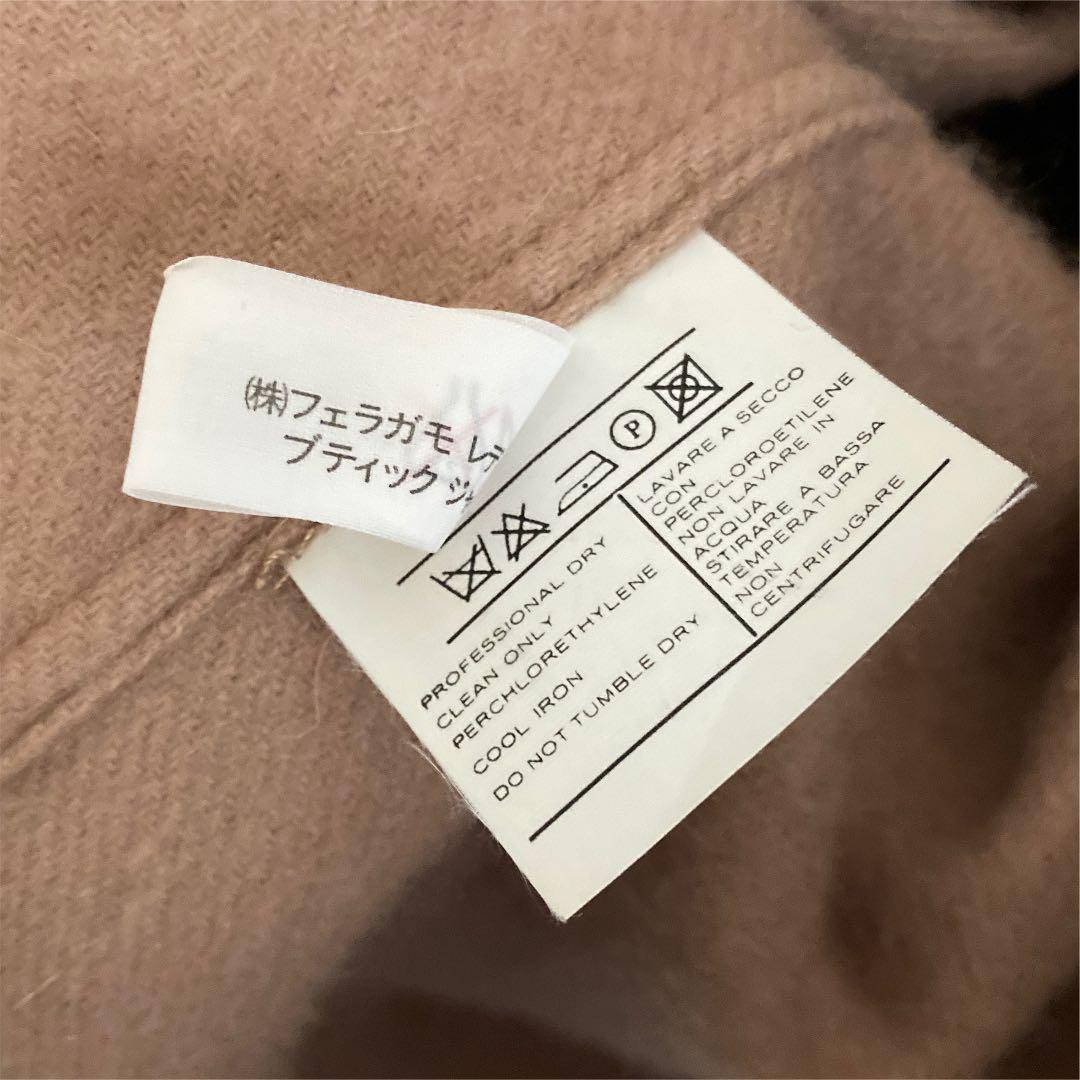 (株)フェラガモ
ブティック
P
PROFESSIONAL DRY
CLEAN ONLY
PERCHLORETHYLENE
COOL IRON
DO NOT TUMBLE DRY
LAVARE A SECCO
CON
PERCLOROETILENE
NON LAVARE IN
ACQUA
STIRARE A BASSA
TEMPERATURA
NON
CENTRIFUGARE